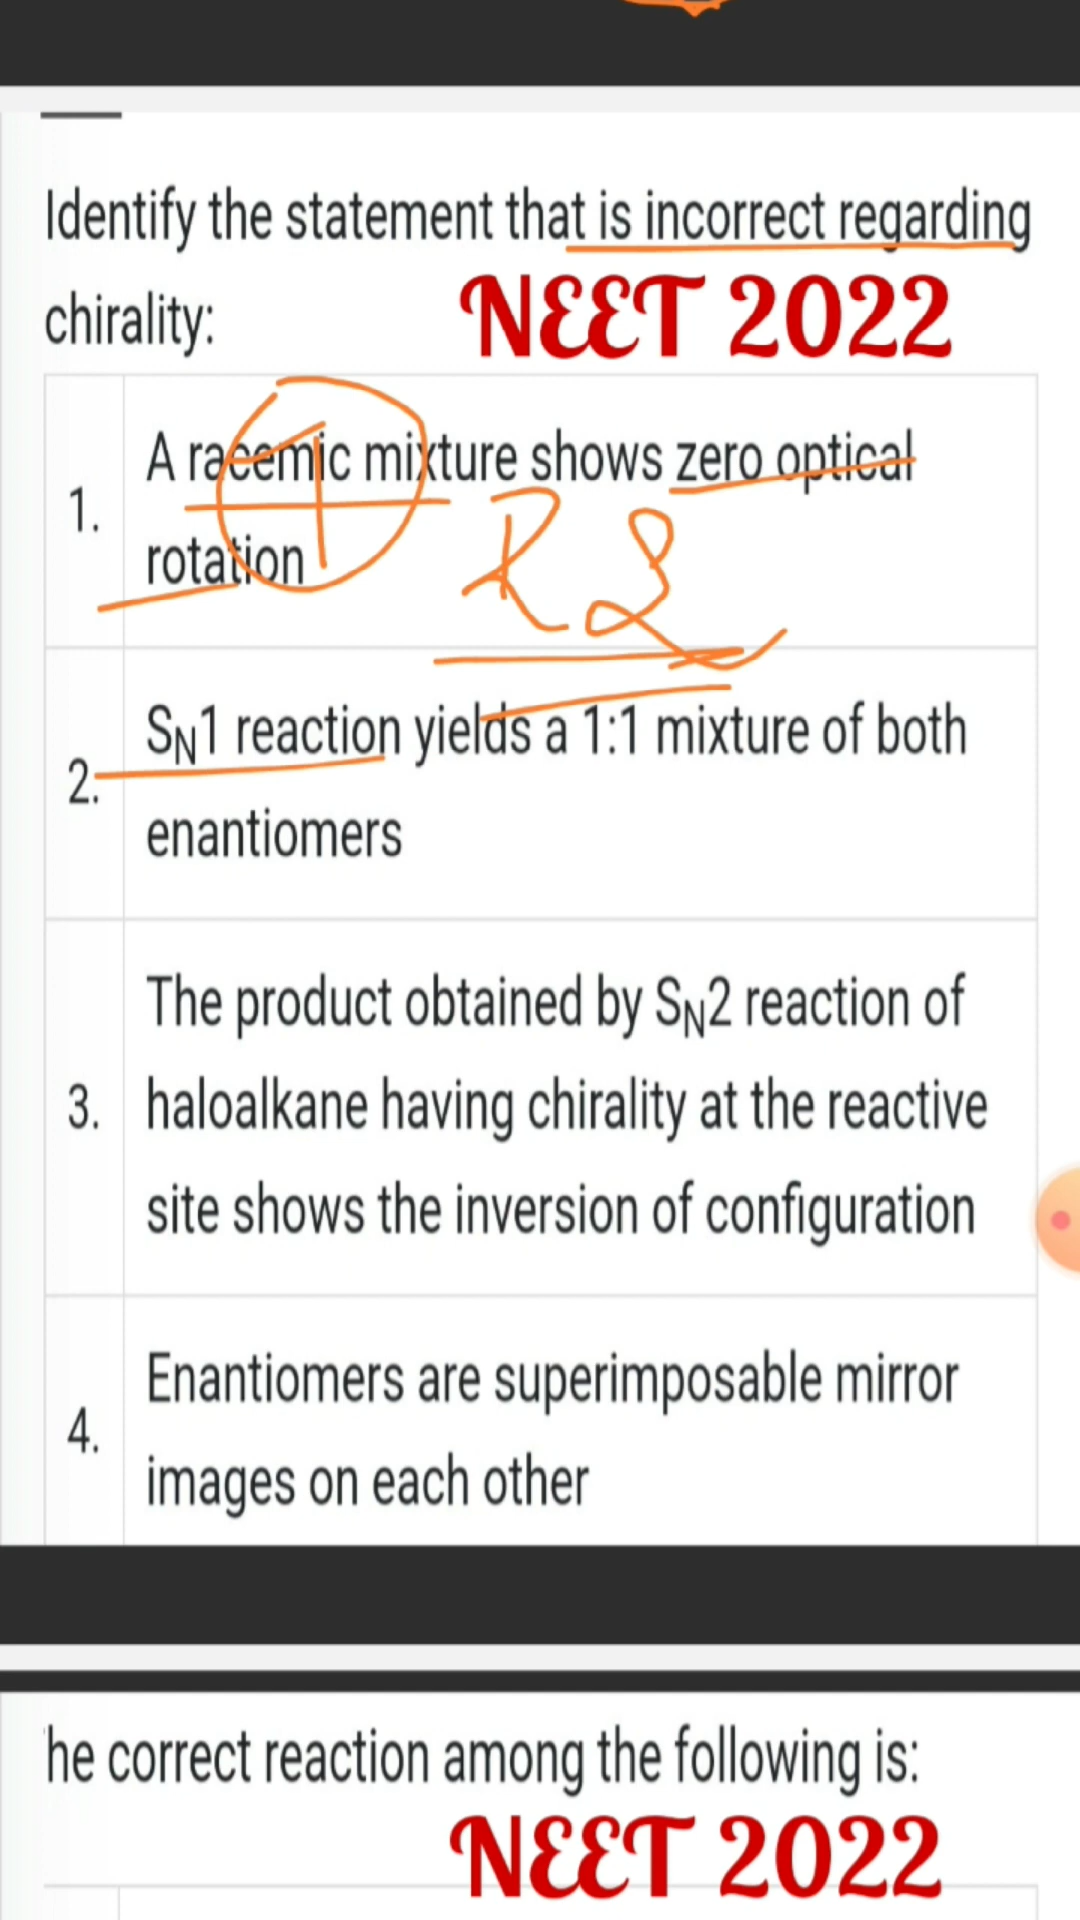 Identify the statement that is incorrect regarding
chirality:
NEET 2022
1.
A racemic mixture shows zero optical
rotation
R S
2.
SN1 reaction yields a 1:1 mixture of both
enantiomers
3.
The product obtained by SN2 reaction of
haloalkane having chirality at the reactive
site shows the inversion of configuration
4.
Enantiomers are superimposable mirror
images on each other
he correct reaction among the following is:
NEET 2022